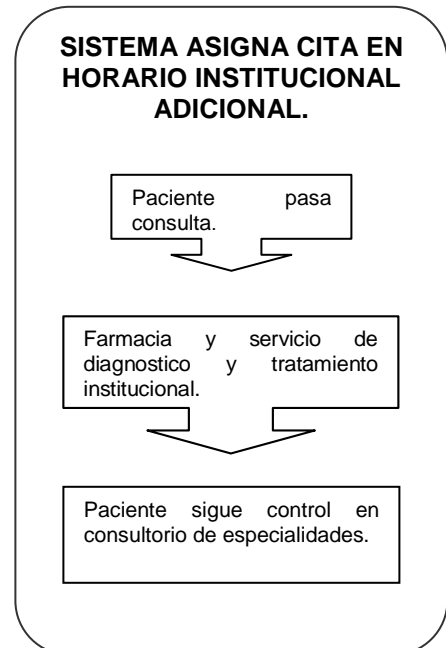 SISTEMA ASIGNA CITA EN
HORARIO INSTITUCIONAL
ADICIONAL.
Paciente pasa
consulta.
Farmacia y servicio de
diagnostico y tratamiento
institucional.
Paciente sigue control en
consultorio de especialidades.